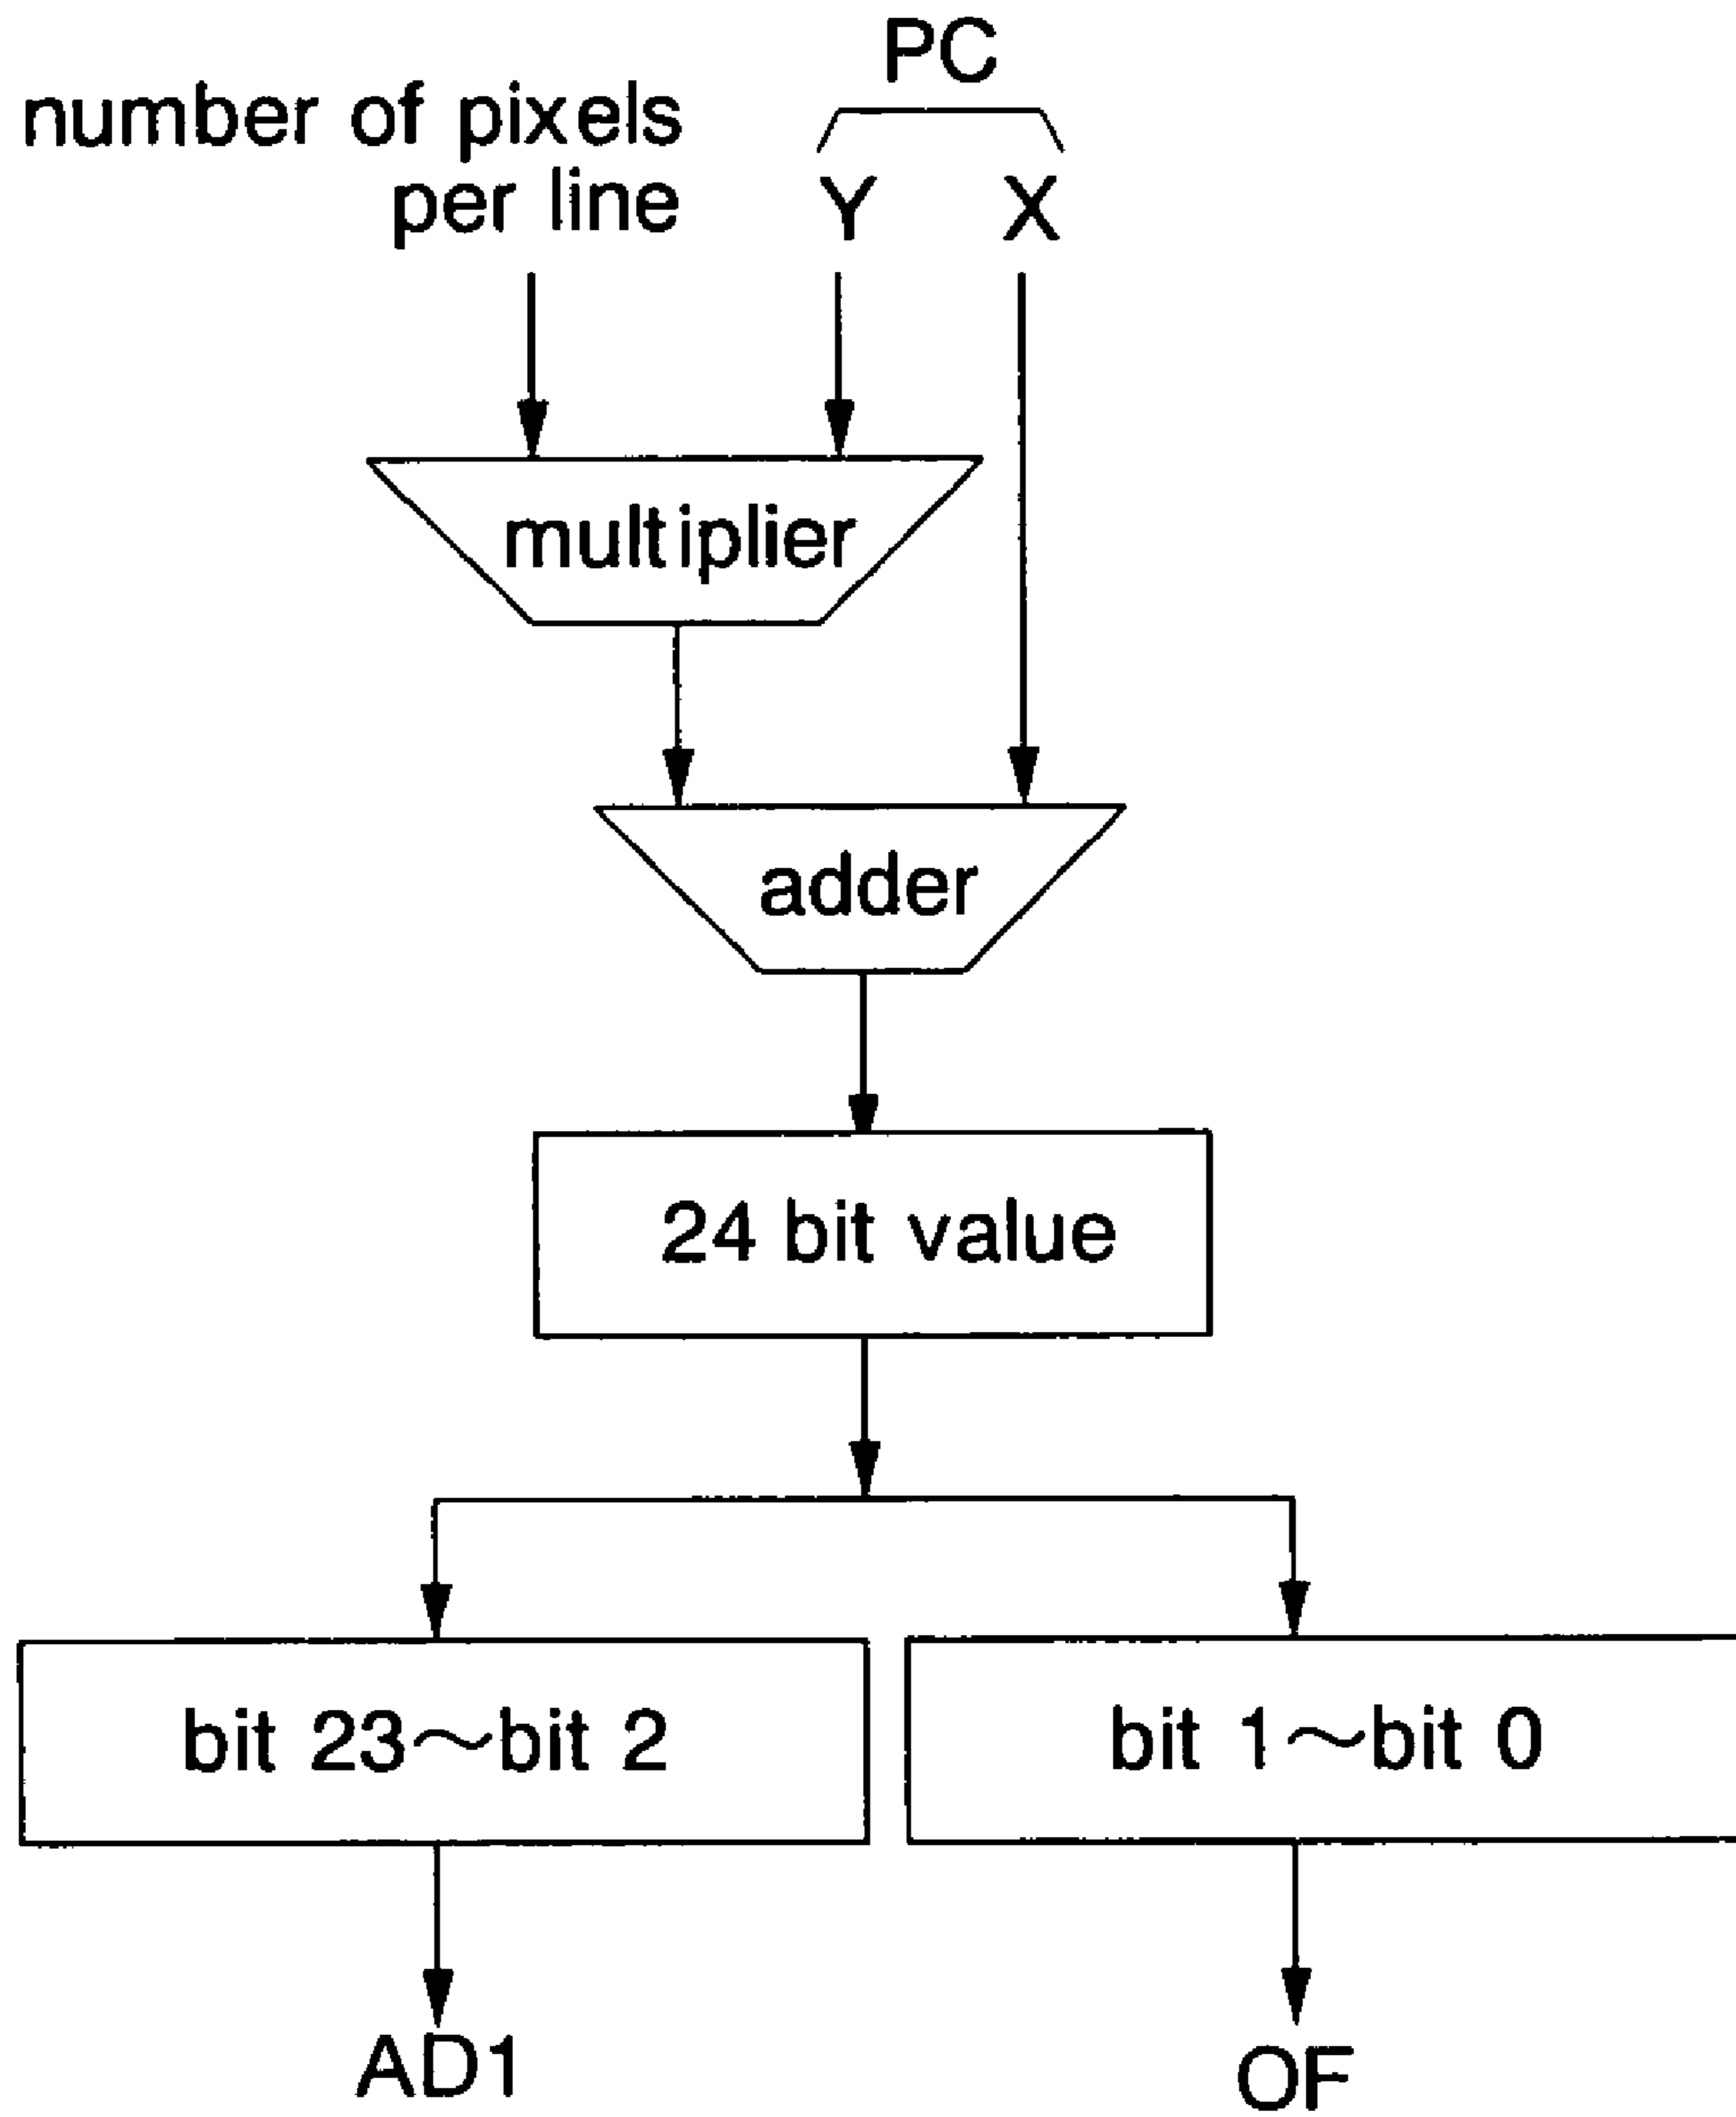 PC
number of pixels
per line
Y X
multiplier
adder
24 bit value
bit 23~bit 2
bit 1~bit 0
AD1
OF